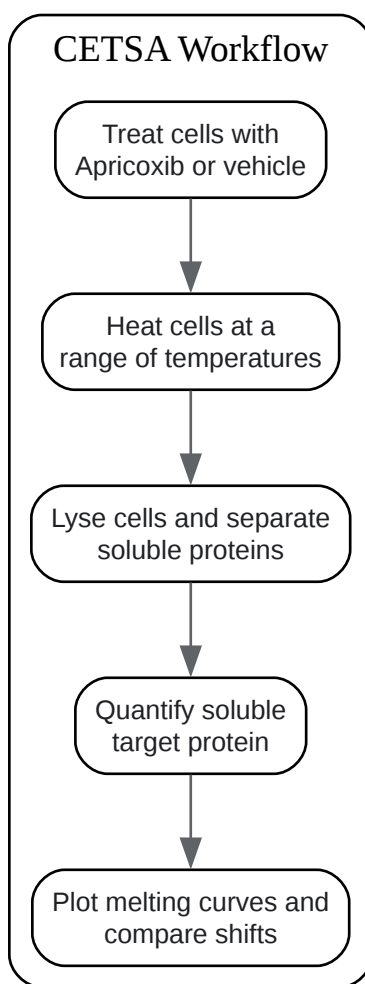 CETSA Workflow
Treat cells with
Apricoxib or vehicle
Heat cells at a
range of temperatures
Lyse cells and separate
soluble proteins
Quantify soluble
target protein
Plot melting curves and
compare shifts